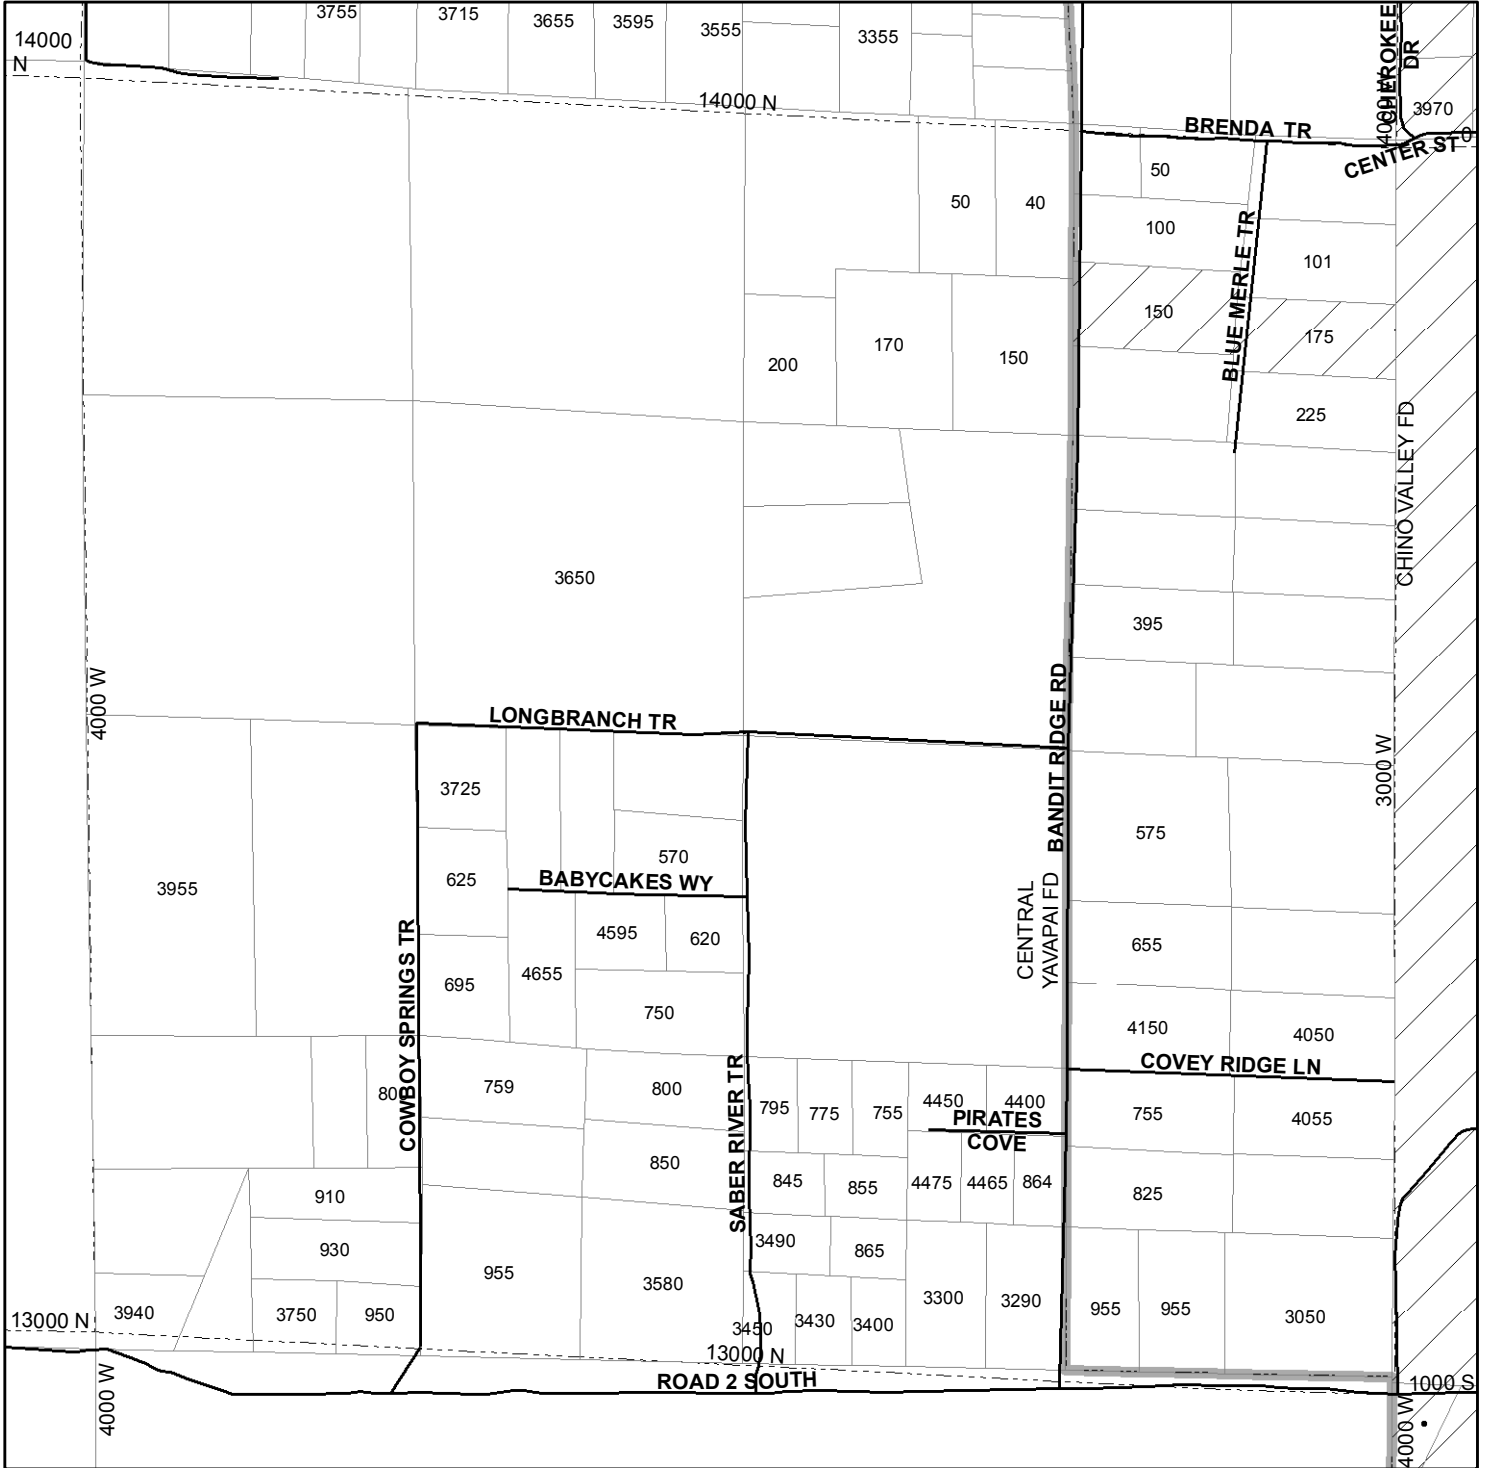 3755
3715
3655
3595
3555
3355
14000
N
14000 N
CHEROKEE
DR
4000 W
3970
BRENDA TR
CENTER ST
0
50
50
40
100
101
BLUE MERLE TR
150
175
200
170
150
225
CHINO VALLEY FD
3650
395
4000 W
LONGBRANCH TR
BANDIT RIDGE RD
3000 W
3725
575
570
625
BABYCAKES WY
3955
CENTRAL
YAVAPAI FD
4595
620
655
COWBOY SPRINGS TR
4655
695
750
4150
4050
COVEY RIDGE LN
800
759
800
SABER RIVER TR
795
775
755
4450
4400
PIRATES
COVE
755
4055
850
845
855
4475
4465
864
825
910
930
3490
865
955
3580
3300
3290
955
955
3050
13000 N
3940
3750
950
3450
3430
3400
13000 N
ROAD 2 SOUTH
1000 S
4000 W
4000 W